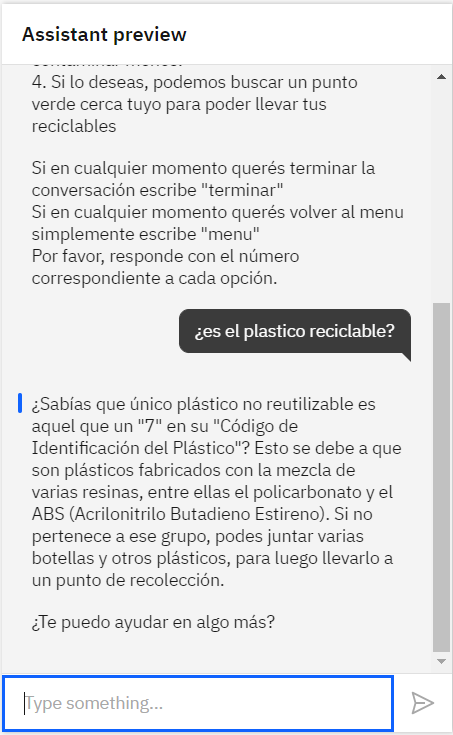 Assistant preview
contaminar menos.
4. Si lo deseas, podemos buscar un punto
verde cerca tuyo para poder llevar tus
reciclables
Si en cualquier momento querés terminar la
conversación escribe "terminar"
Si en cualquier momento querés volver al menu
simplemente escribe "menu"
Por favor, responde con el número
correspondiente a cada opción.
¿es el plastico reciclable?
¿Sabías que único plástico no reutilizable es
aquel que un "7" en su "Código de
Identificación del Plástico"? Esto se debe a que
son plásticos fabricados con la mezcla de
varias resinas, entre ellas el policarbonato y el
ABS (Acrilonitrilo Butadieno Estireno). Si no
pertenece a ese grupo, podes juntar varias
botellas y otros plásticos, para luego llevarlo a
un punto de recolección.
¿Te puedo ayudar en algo más?
Type something...